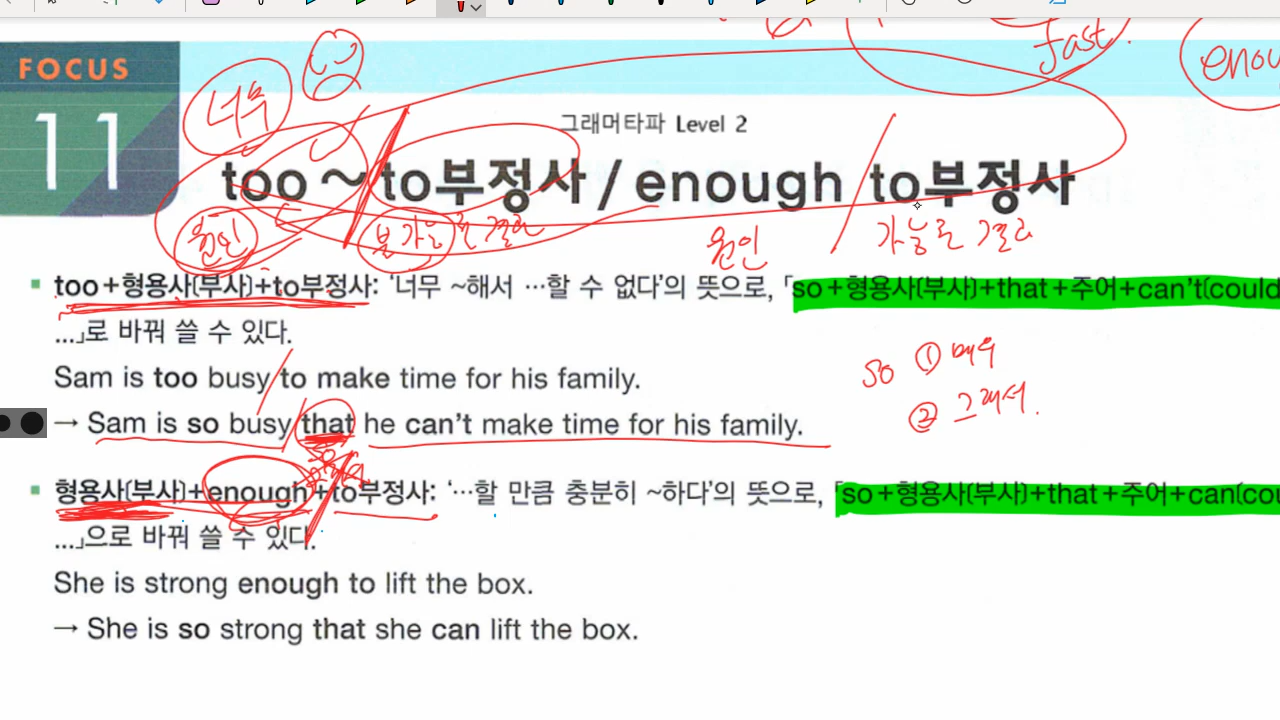 fast.
FOCUS
너무
enou
11
그래머타파 Level 2
too ~ to부정사 / enough to부정사
원인 불가능로 결과 원인 가능로 결과
▪ too+형용사(부사)+to부정사: ‘너무 ~해서 …할 수 없다’의 뜻으로, 「so+형용사(부사)+that+주어+can't(could
…」로 바꿔 쓸 수 있다.
so ① 매우
Sam is too busy to make time for his family.
② 그래서.
→ Sam is so busy that he can't make time for his family.
▪ 형용사(부사)+enough+to부정사: ‘…할 만큼 충분히 ~하다’의 뜻으로, 「so+형용사(부사)+that+주어+can(cou
…」으로 바꿔 쓸 수 있다.
She is strong enough to lift the box.
→ She is so strong that she can lift the box.